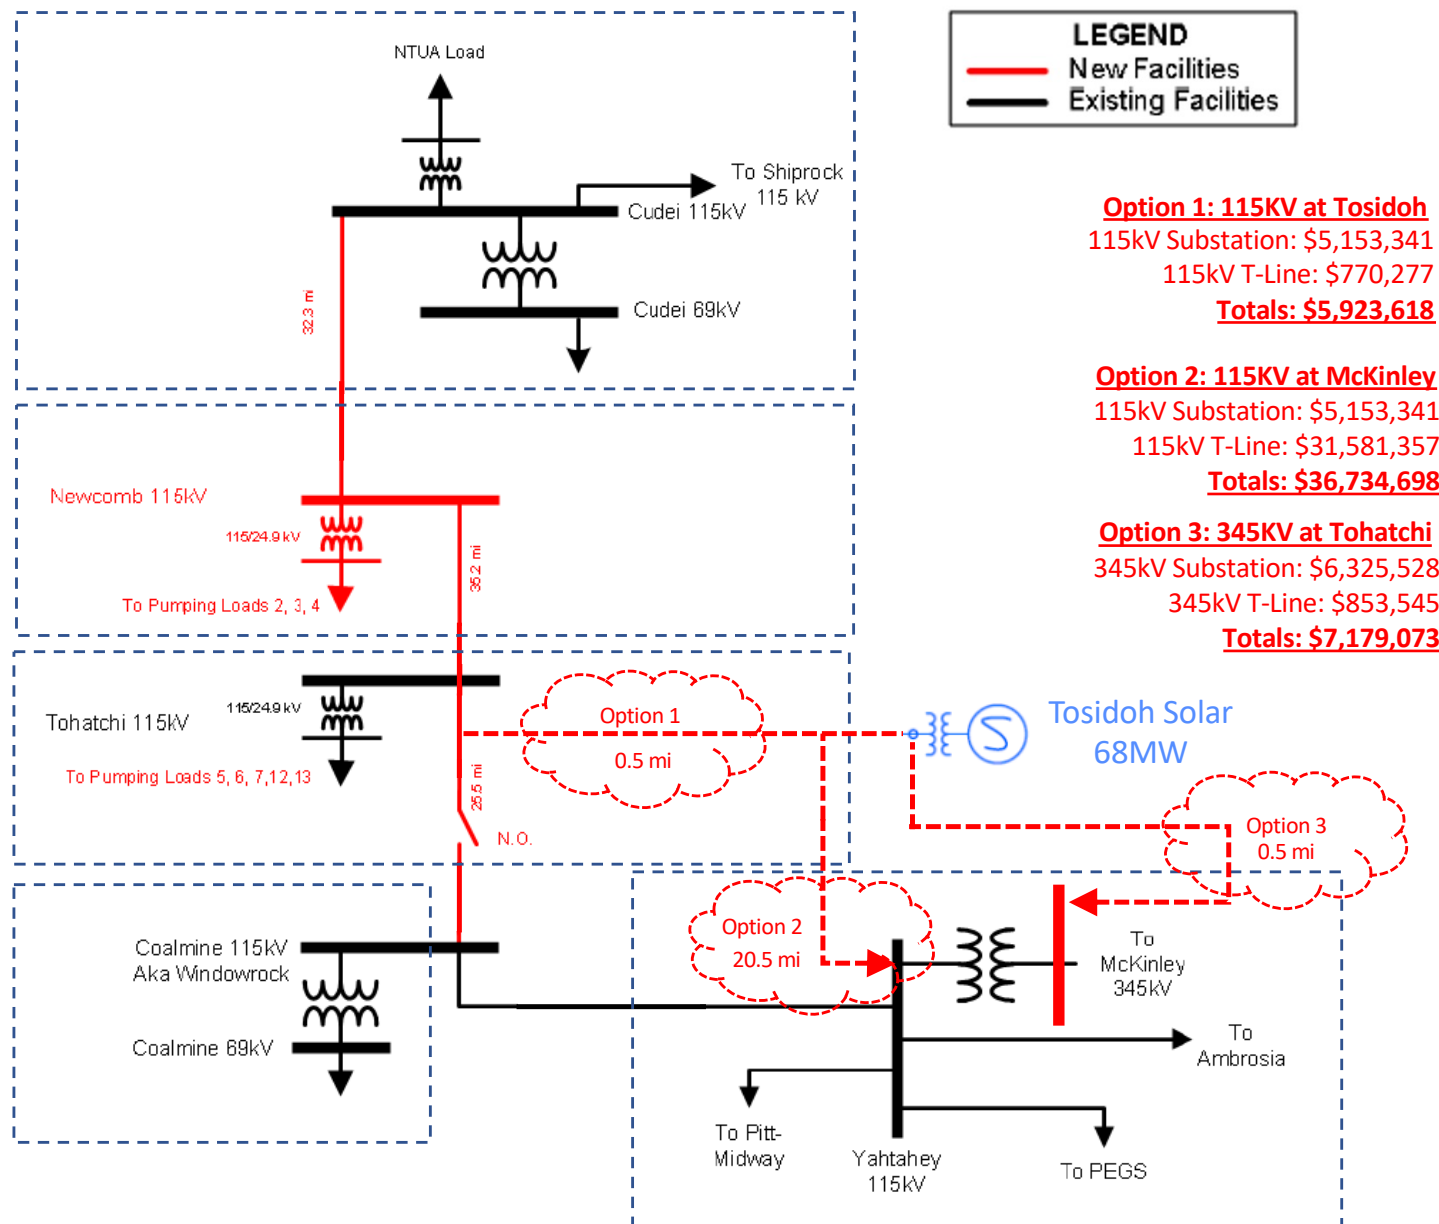 NTUA Load
LEGEND
New Facilities
Existing Facilities
To Shiprock
115 kV
Cudei 115kV
32.3 mi
Cudei 69kV
Option 1: 115KV at Tosidoh
115kV Substation: $5,153,341
115kV T-Line: $770,277
Totals: $5,923,618
Option 2: 115KV at McKinley
115kV Substation: $5,153,341
115kV T-Line: $31,581,357
Totals: $36,734,698
Option 3: 345KV at Tohatchi
345kV Substation: $6,325,528
345kV T-Line: $853,545
Totals: $7,179,073
Newcomb 115kV
115/24.9 kV
35.2 mi
To Pumping Loads 2, 3, 4
115/24.9 kV
Tohatchi 115kV
To Pumping Loads 5, 6, 7,12,13
25.5 mi
N.O.
Option 1
0.5 mi
Tosidoh Solar
68MW
Option 3
0.5 mi
Option 2
20.5 mi
Coalmine 115kV
Aka Windowrock
Coalmine 69kV
To
McKinley
345kV
To
Ambrosia
To Pitt-
Midway
Yahtahey
115kV
To PEGS